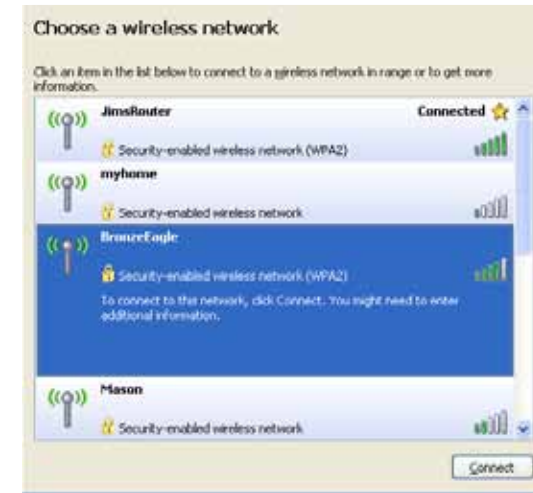 Choose a wireless network
Click an item in the list below to connect to a wireless network in range or to get more
information.
JimsRouter Connected
Security-enabled wireless network (WPA2)
myhome
Security-enabled wireless network
BronzeEagle
Security-enabled wireless network (WPA2)
To connect to this network, click Connect. You might need to enter
additional information.
Mason
Security-enabled wireless network
Connect